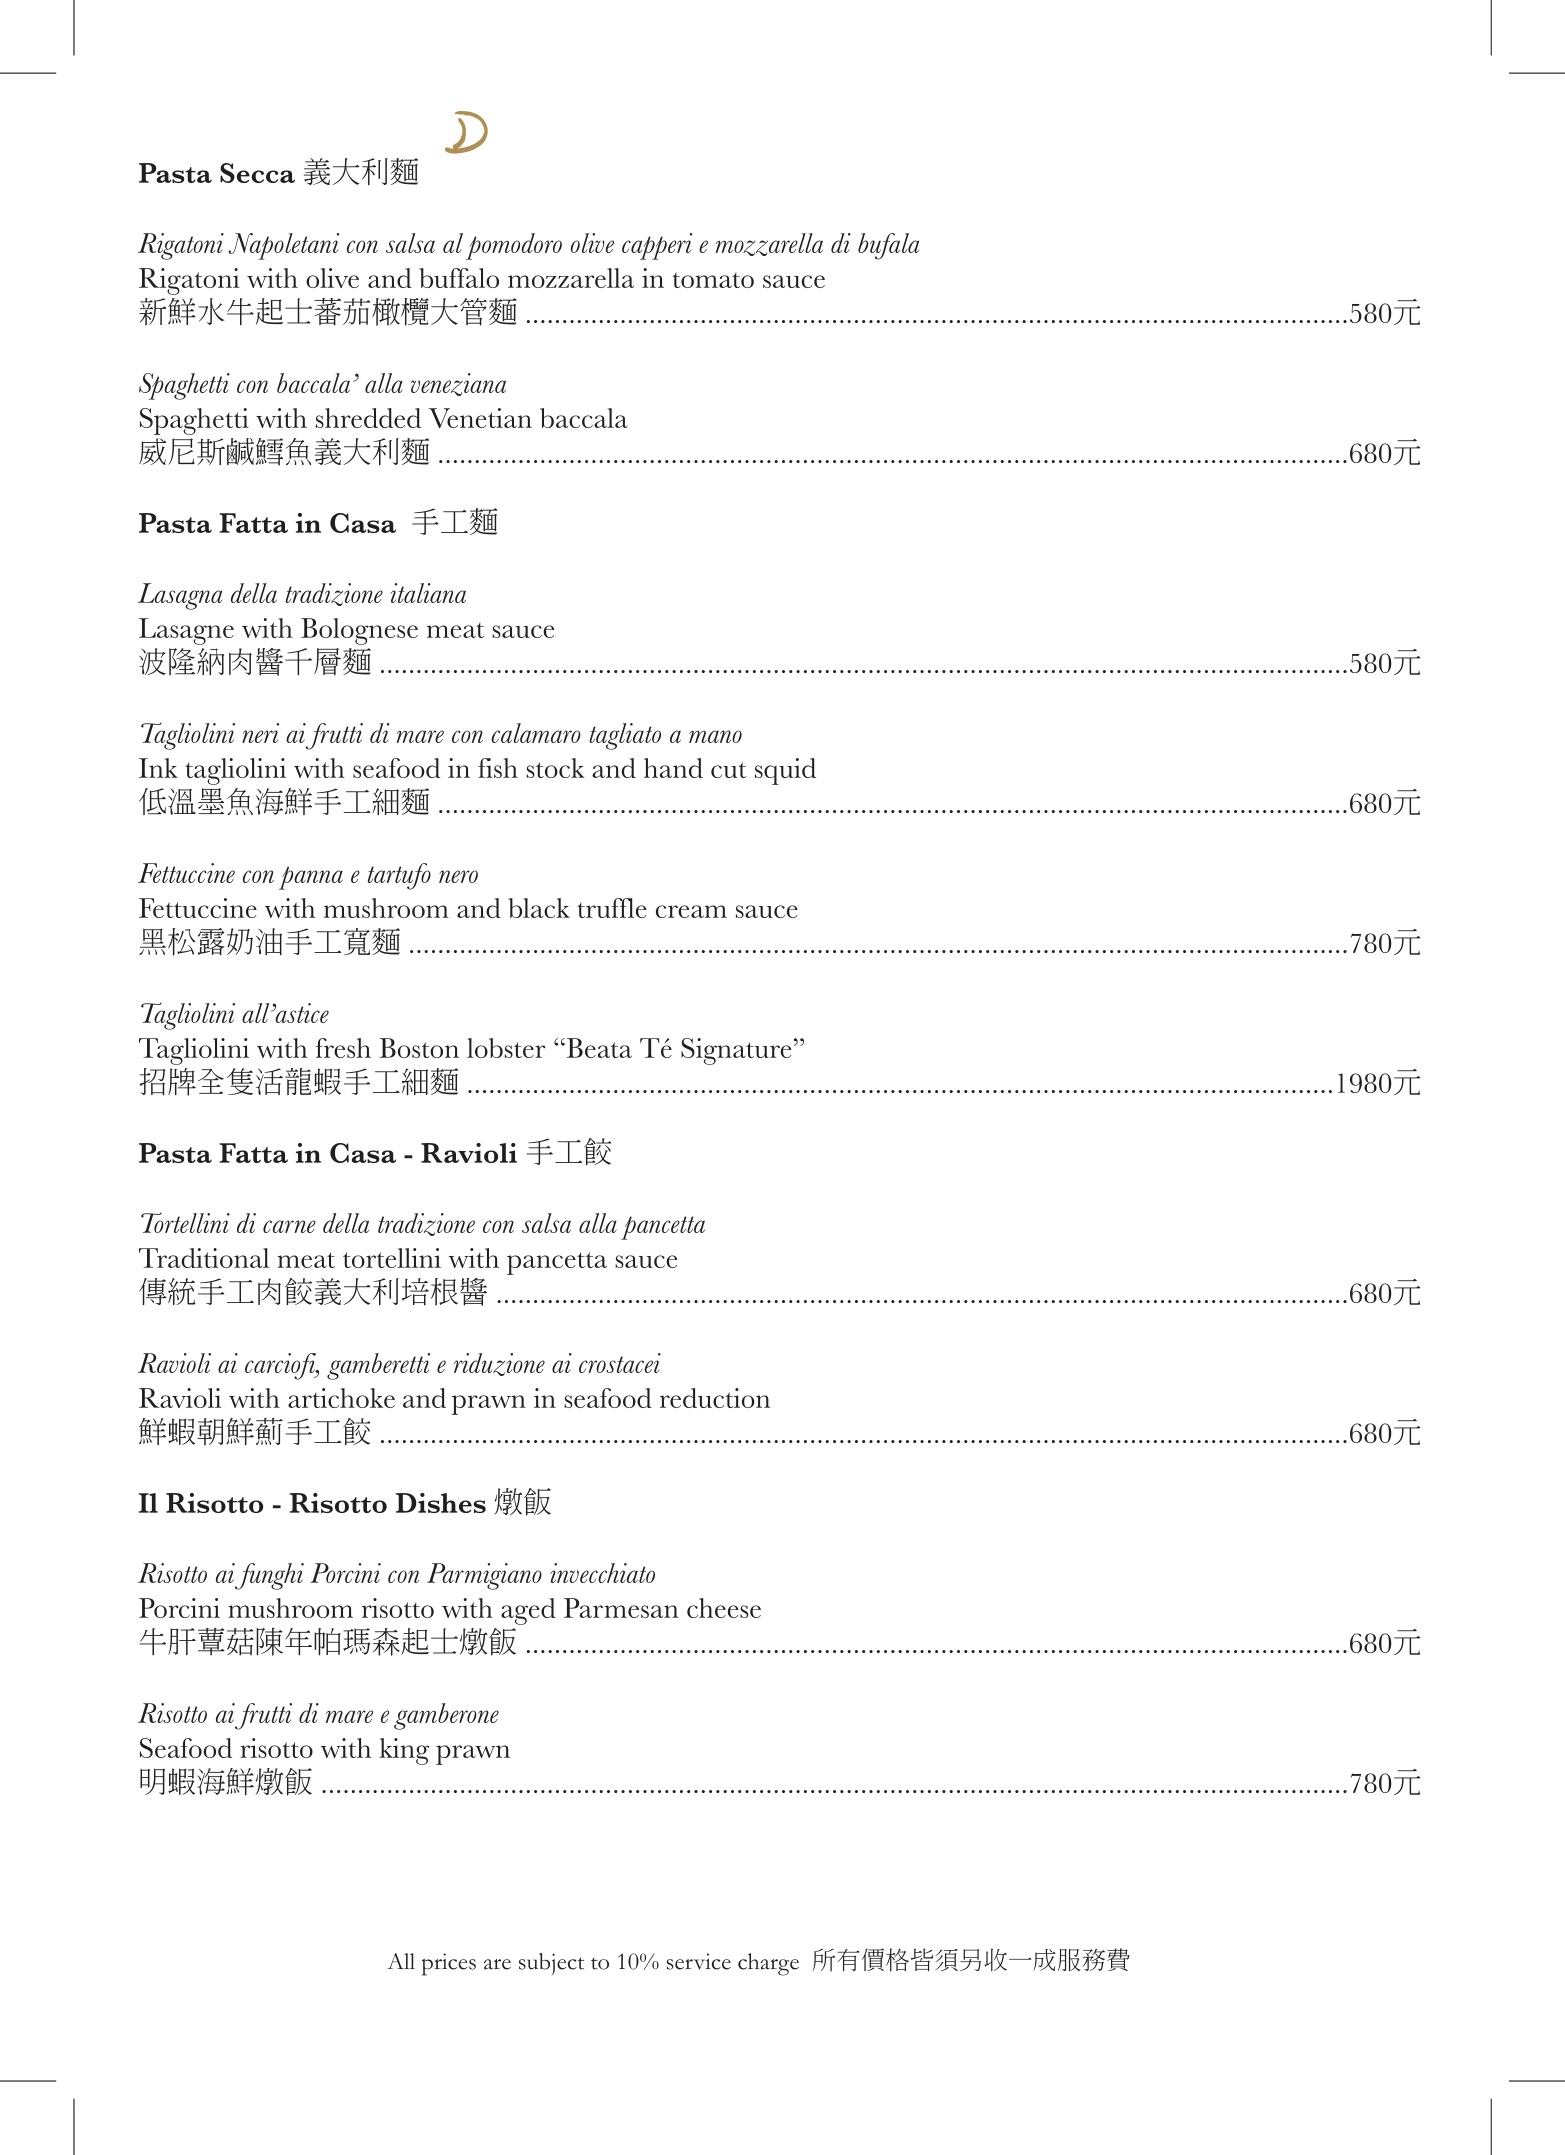 Pasta Secca 義大利麵
Rigatoni Napoletani con salsa al pomodoro olive capperi e mozzarella di bufala
Rigatoni with olive and buffalo mozzarella in tomato sauce
新鮮水牛起士蕃茄橄欖大管麵 ........................................580元
Spaghetti con baccala’ alla veneziana
Spaghetti with shredded Venetian baccala
威尼斯鹹鱈魚義大利麵 ........................................680元
Pasta Fatta in Casa 手工麵
Lasagna della tradizione italiana
Lasagne with Bolognese meat sauce
波隆納肉醬千層麵 ........................................580元
Tagliolini neri ai frutti di mare con calamaro tagliato a mano
Ink tagliolini with seafood in fish stock and hand cut squid
低溫墨魚海鮮手工細麵 ........................................680元
Fettuccine con panna e tartufo nero
Fettuccine with mushroom and black truffle cream sauce
黑松露奶油手工寬麵 ........................................780元
Tagliolini all’astice
Tagliolini with fresh Boston lobster “Beata Té Signature”
招牌全隻活龍蝦手工細麵 ........................................1980元
Pasta Fatta in Casa - Ravioli 手工餃
Tortellini di carne della tradizione con salsa alla pancetta
Traditional meat tortellini with pancetta sauce
傳統手工肉餃義大利培根醬 ........................................680元
Ravioli ai carciofi, gamberetti e riduzione ai crostacei
Ravioli with artichoke and prawn in seafood reduction
鮮蝦朝鮮薊手工餃 ........................................680元
Il Risotto - Risotto Dishes 燉飯
Risotto ai funghi Porcini con Parmigiano invecchiato
Porcini mushroom risotto with aged Parmesan cheese
牛肝蕈菇陳年帕瑪森起士燉飯 ........................................680元
Risotto ai frutti di mare e gamberone
Seafood risotto with king prawn
明蝦海鮮燉飯 ........................................780元
All prices are subject to 10% service charge 所有價格皆須另收一成服務費